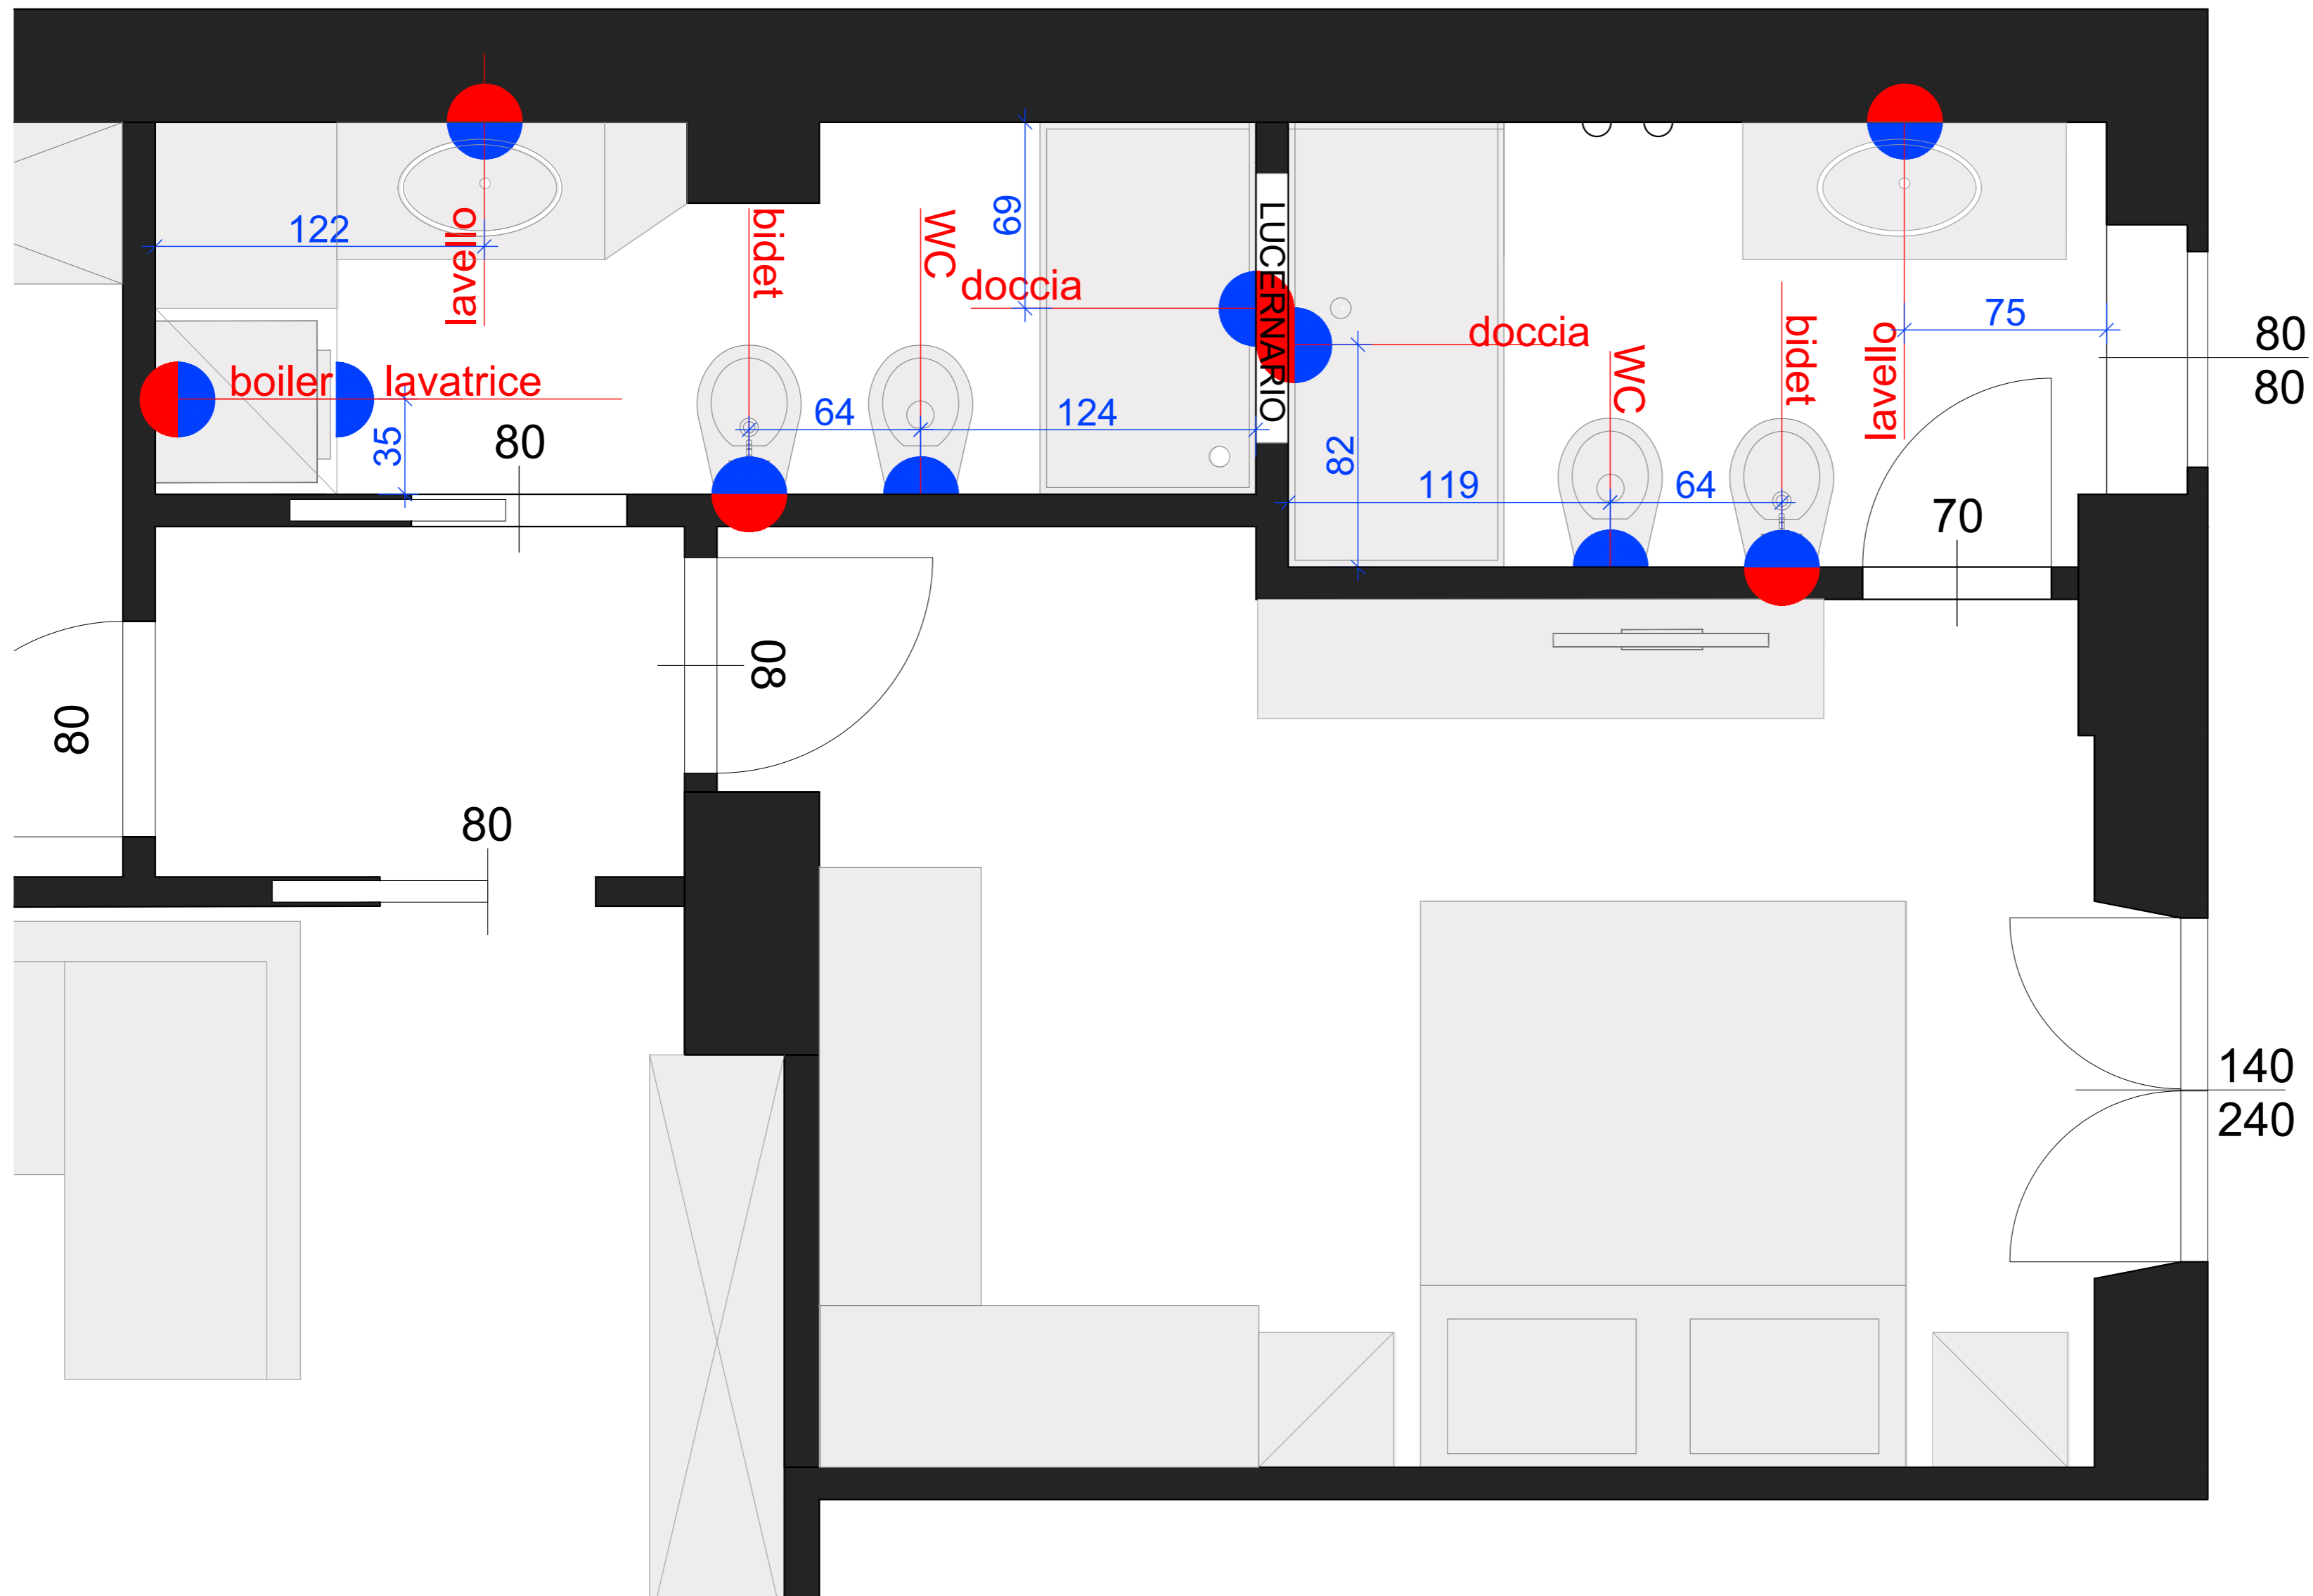 122
lavello
bidet
WC
69
doccia
LUCERNARIO
doccia
WC
bidet
lavello
75
80
80
boiler
lavatrice
35
80
64
124
82
119
64
70
80
80
80
140
240